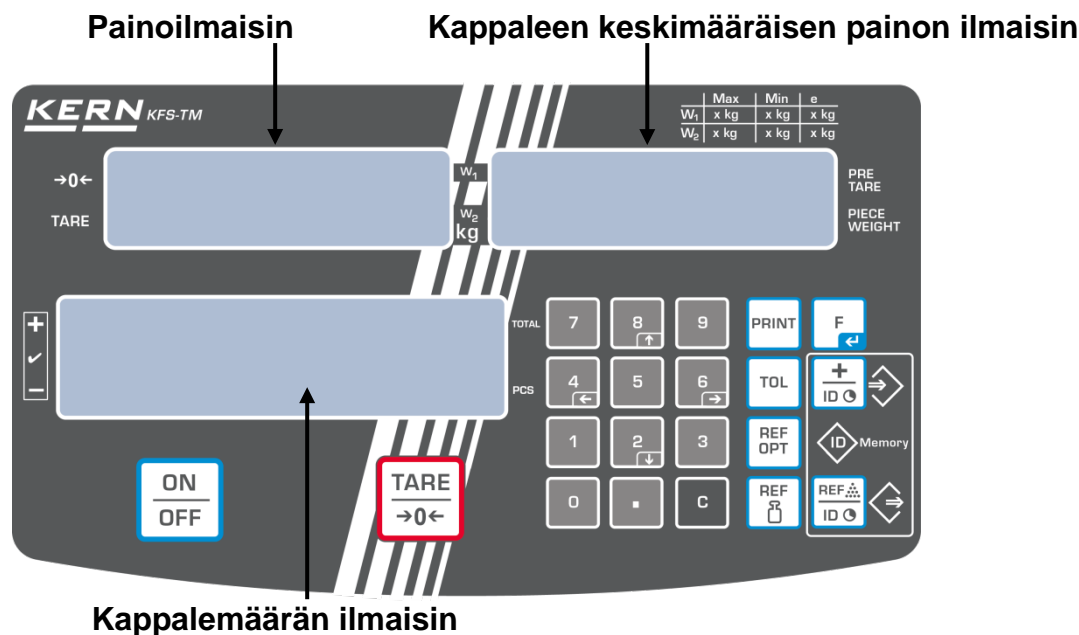 Painoilmaisin
Kappaleen keskimääräisen painon ilmaisin
KERN KFS-TM
Max Min e
W1 x kg x kg x kg
W2 x kg x kg x kg
→0←
TARE
W1
W2
kg
PRE
TARE
PIECE
WEIGHT
+
✓
−
TOTAL
PCS
7 8 ↑ 9 PRINT F ↵
4 ← 5 6 → TOL + ID
1 2 ↓ 3 REF OPT ID Memory
0 . C REF REF ID
ON
OFF
TARE
→0←
Kappalemäärän ilmaisin